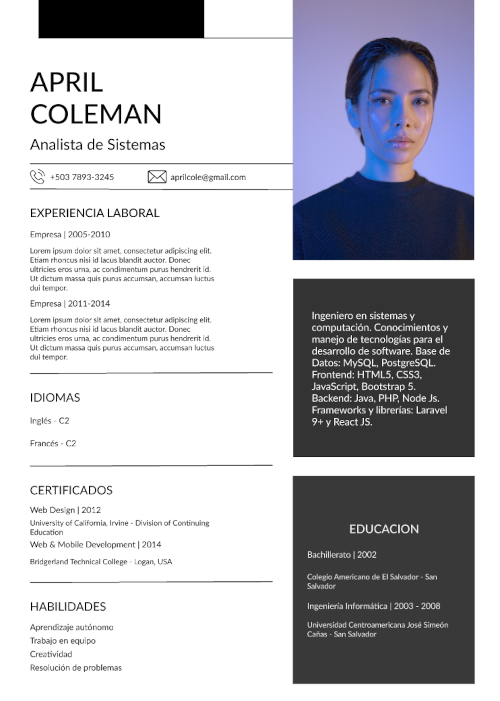 APRIL
COLEMAN
Analista de Sistemas
+503 7893-3245
aprilcole@gmail.com
EXPERIENCIA LABORAL
Empresa | 2005-2010
Lorem ipsum dolor sit amet, consectetur adipiscing elit.
Etiam rhoncus nisi id lacus blandit auctor. Donec
ultricies eros urna, ac condimentum purus hendrerit id.
Ut dictum massa quis purus accumsan, accumsan luctus
dui tempor.
Empresa | 2011-2014
Lorem ipsum dolor sit amet, consectetur adipiscing elit.
Etiam rhoncus nisi id lacus blandit auctor. Donec
ultricies eros urna, ac condimentum purus hendrerit id.
Ut dictum massa quis purus accumsan, accumsan luctus
dui tempor.
IDIOMAS
Inglés - C2
Francés - C2
CERTIFICADOS
Web Design | 2012
University of California, Irvine - Division of Continuing
Education
Web & Mobile Development | 2014
Bridgerland Technical College - Logan, USA
HABILIDADES
Aprendizaje autónomo
Trabajo en equipo
Creatividad
Resolución de problemas
Ingeniero en sistemas y
computación. Conocimientos y
manejo de tecnologías para el
desarrollo de software. Base de
Datos: MySQL, PostgreSQL.
Frontend: HTML5, CSS3,
JavaScript, Bootstrap 5.
Backend: Java, PHP, Node Js.
Frameworks y librerías: Laravel
9+ y React JS.
EDUCACION
Bachillerato | 2002
Colegio Americano de El Salvador - San
Salvador
Ingeniería Informática | 2003 - 2008
Universidad Centroamericana José Simeón
Cañas - San Salvador